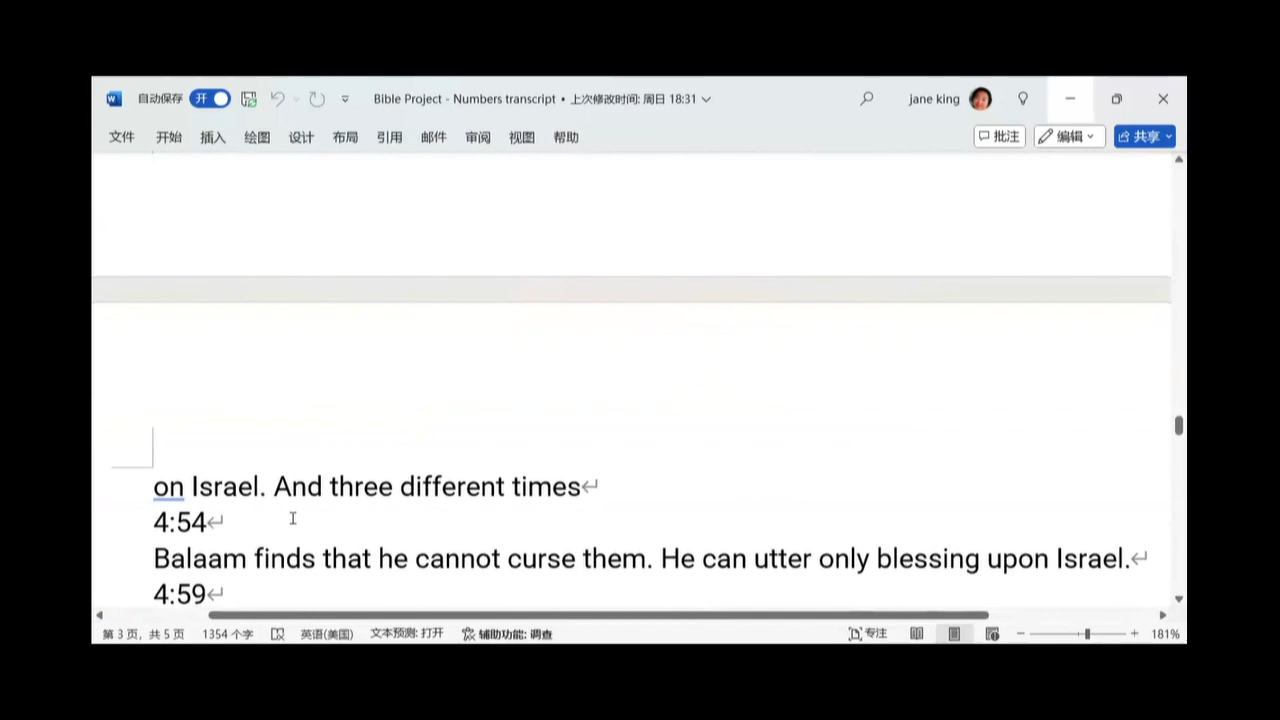 自动保存 开 Bible Project - Numbers transcript • 上次修改时间: 周日 18:31 jane king
文件 开始 插入 绘图 设计 布局 引用 邮件 审阅 视图 帮助 批注 编辑 共享
on Israel. And three different times
4:54
Balaam finds that he cannot curse them. He can utter only blessing upon Israel.
4:59
第 3 页, 共 5 页 1354 个字 英语(美国) 文本预测: 打开 辅助功能: 调查 专注 181%